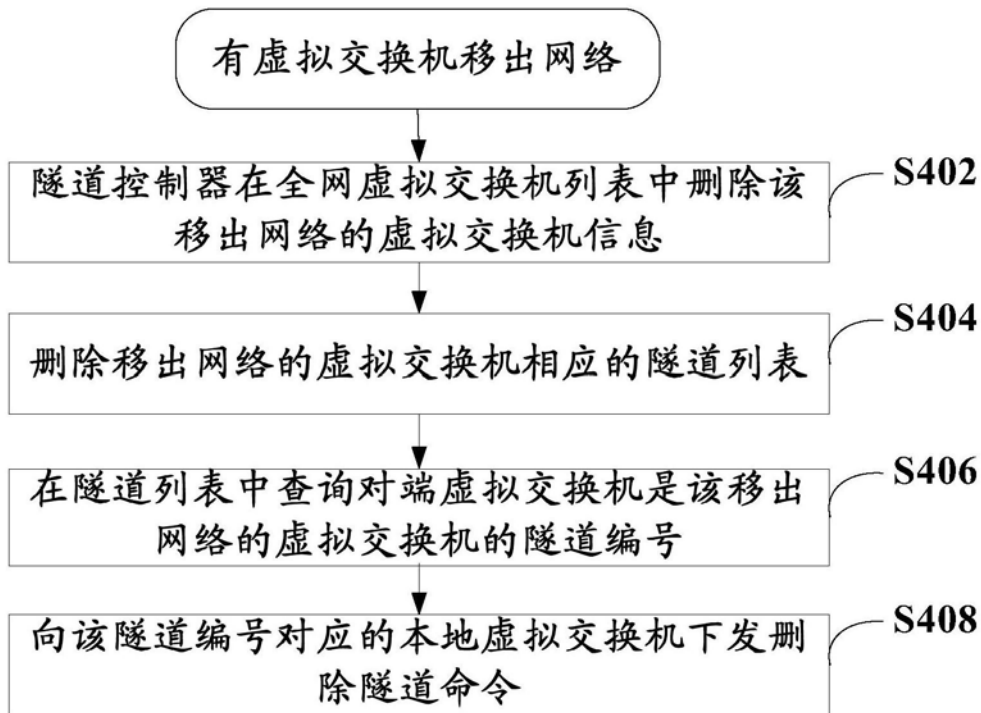 有虚拟交换机移出网络
隧道控制器在全网虚拟交换机列表中删除该
移出网络的虚拟交换机信息
S402
删除移出网络的虚拟交换机相应的隧道列表
S404
在隧道列表中查询对端虚拟交换机是该移出
网络的虚拟交换机的隧道编号
S406
向该隧道编号对应的本地虚拟交换机下发删
除隧道命令
S408